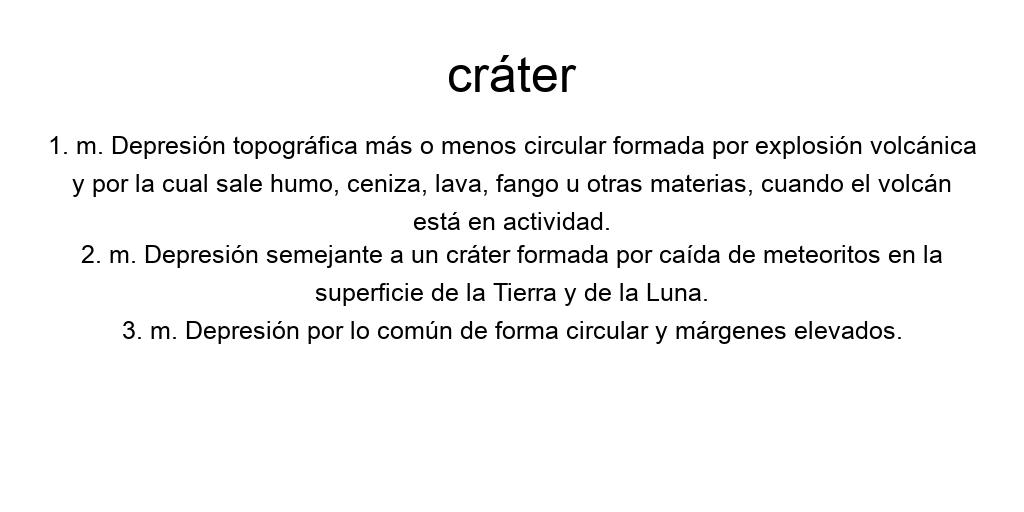 cráter
1. m. Depresión topográfica más o menos circular formada por explosión volcánica
y por la cual sale humo, ceniza, lava, fango u otras materias, cuando el volcán
está en actividad.
2. m. Depresión semejante a un cráter formada por caída de meteoritos en la
superficie de la Tierra y de la Luna.
3. m. Depresión por lo común de forma circular y márgenes elevados.